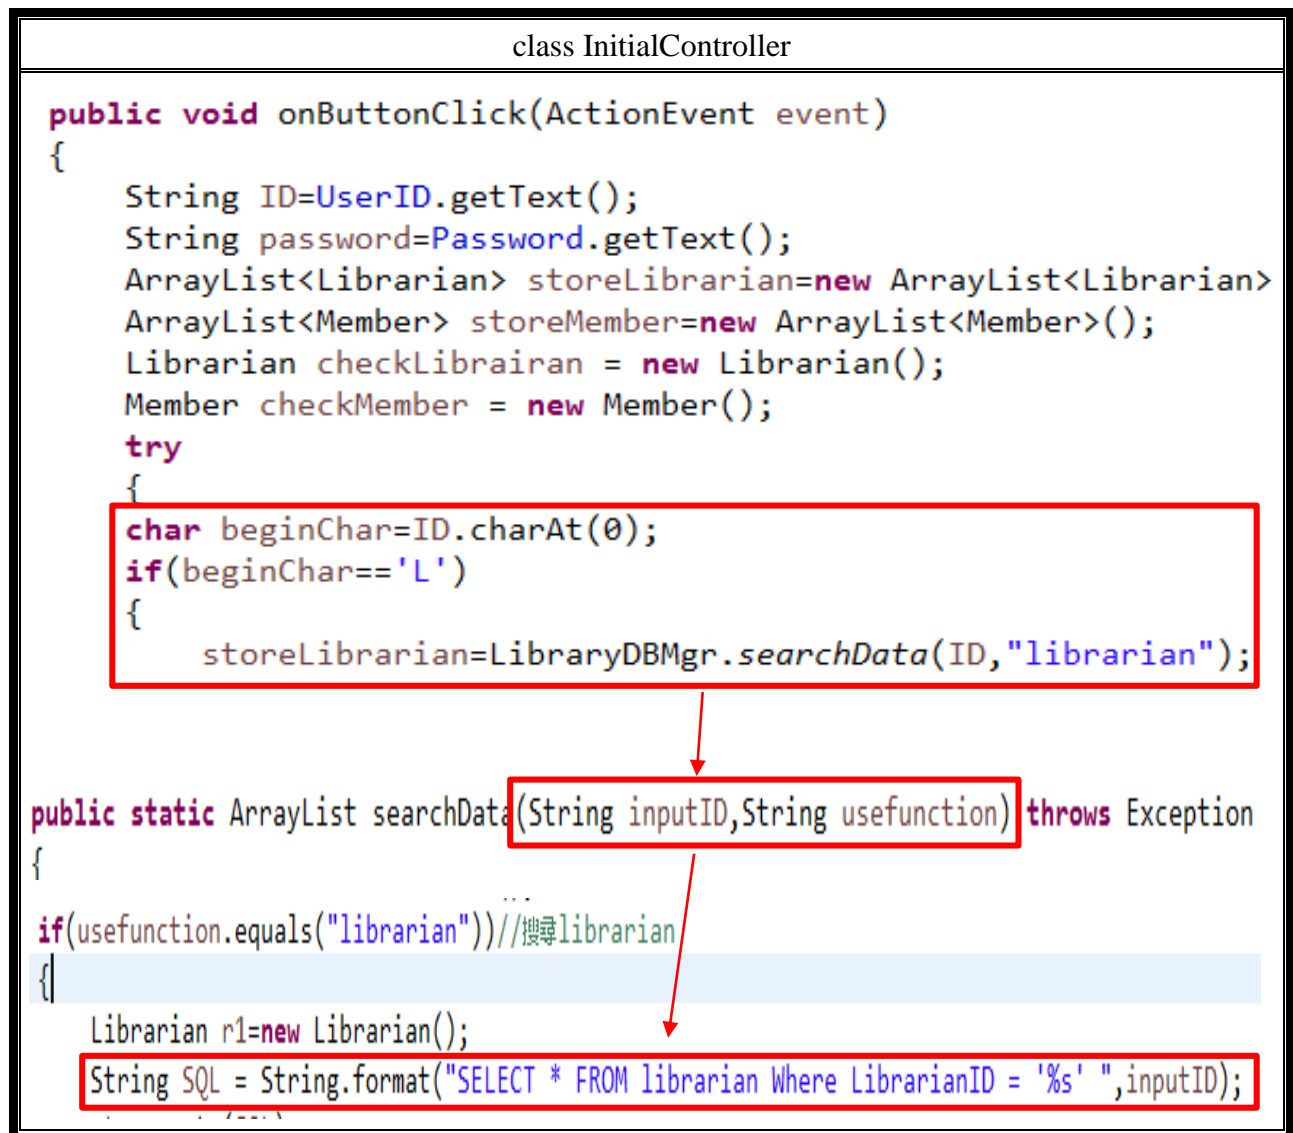 class InitialController
public void onButtonClick(ActionEvent event)
{
String ID=UserID.getText();
String password=Password.getText();
ArrayList<Librarian> storeLibrarian=new ArrayList<Librarian>
ArrayList<Member> storeMember=new ArrayList<Member>();
Librarian checkLibrairan = new Librarian();
Member checkMember = new Member();
try
{
char beginChar=ID.charAt(0);
if(beginChar=='L')
{
storeLibrarian=LibraryDBMgr.searchData(ID,"librarian");
public static ArrayList searchData(String inputID,String usefunction) throws Exception
{
if(usefunction.equals("librarian"))//搜尋librarian
{
Librarian r1=new Librarian();
String SQL = String.format("SELECT * FROM librarian Where LibrarianID = '%s' ",inputID);